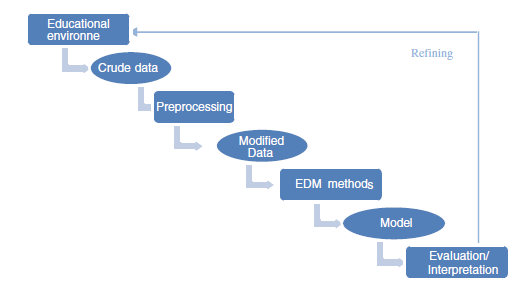 Educational
environne
Refining
Crude data
Preprocessing
Modified
Data
EDM methods
Model
Evaluation/
Interpretation